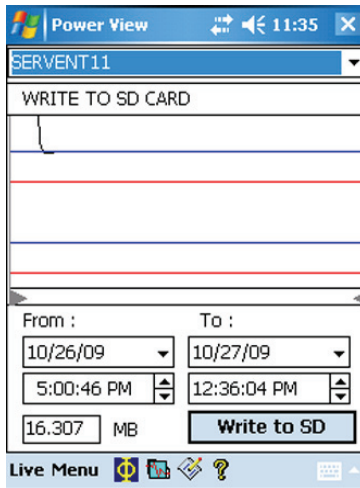 Power View 11:35
SERVENT11
WRITE TO SD CARD
From : To :
10/26/09 10/27/09
5:00:46 PM 12:36:04 PM
16.307 MB Write to SD
Live Menu